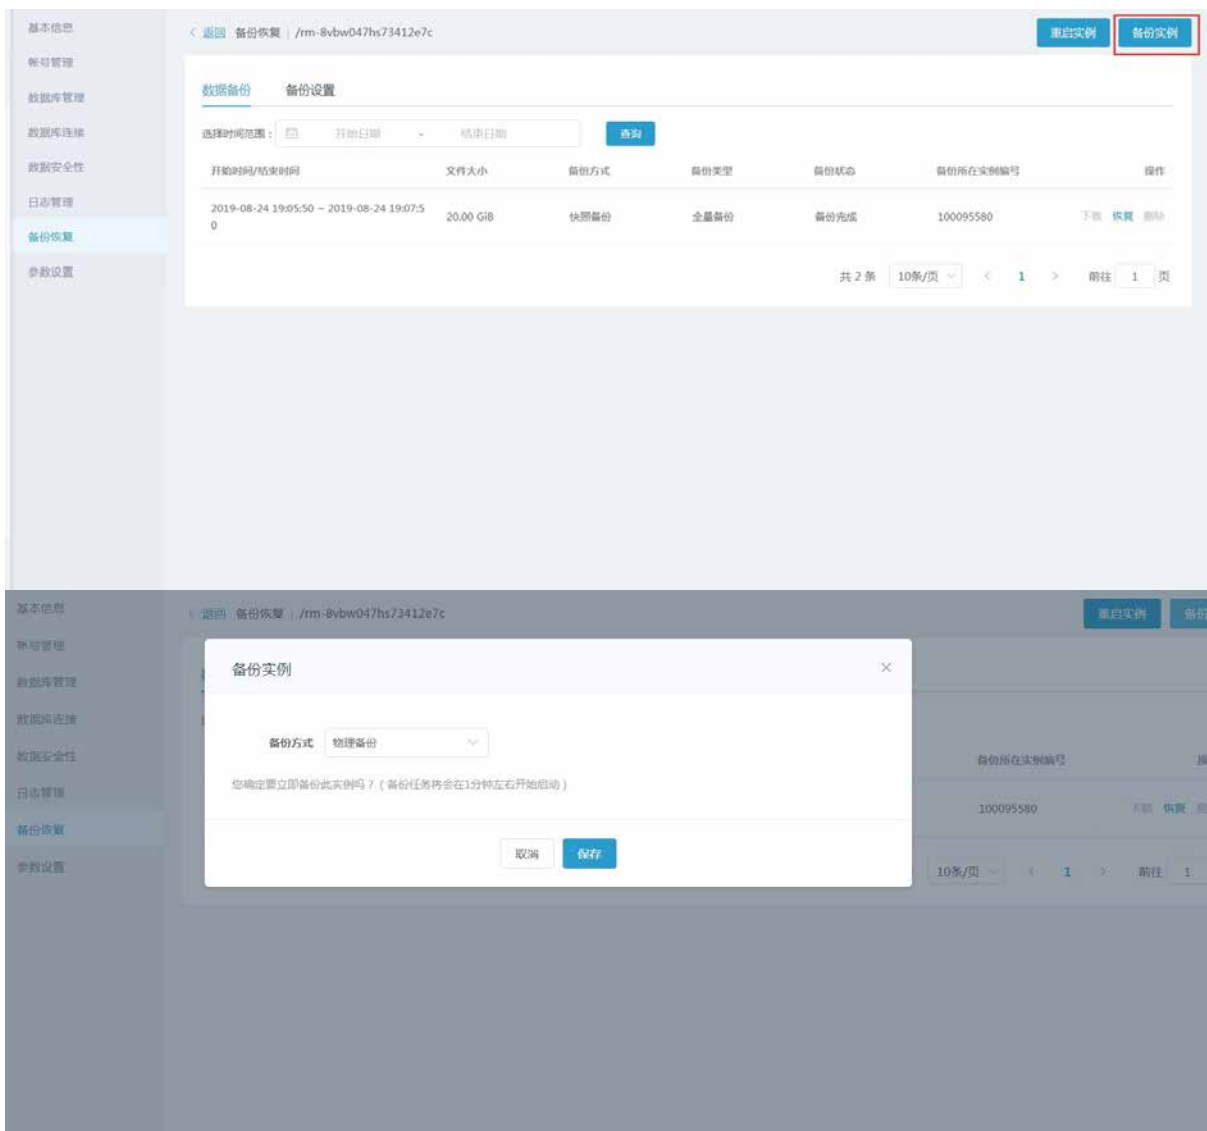 基本信息
帐号管理
数据库管理
数据库连接
数据安全性
日志管理
备份恢复
参数设置
< 返回 备份恢复 | /rm-8vbw047hs73412e7c
重启实例 备份实例
数据备份 备份设置
选择时间范围: 开始日期 - 结束日期 查询
开始时间/结束时间 文件大小 备份方式 备份类型 备份状态 备份所在实例编号 操作
2019-08-24 19:05:50 ~ 2019-08-24 19:07:5
0
20.00 GiB 快照备份 全量备份 备份完成 100095580 下载 恢复 删除
共 2 条 10条/页 < 1 > 前往 1 页
基本信息
帐号管理
数据库管理
数据库连接
数据安全性
日志管理
备份恢复
参数设置
< 返回 备份恢复 | /rm-8vbw047hs73412e7c
重启实例 备份
备份实例
备份方式 物理备份
您确定要立即备份此实例吗?(备份任务将会在1分钟左右开始启动)
取消 保存
备份所在实例编号
100095580 下载 恢复
10条/页 < 1 > 前往 1